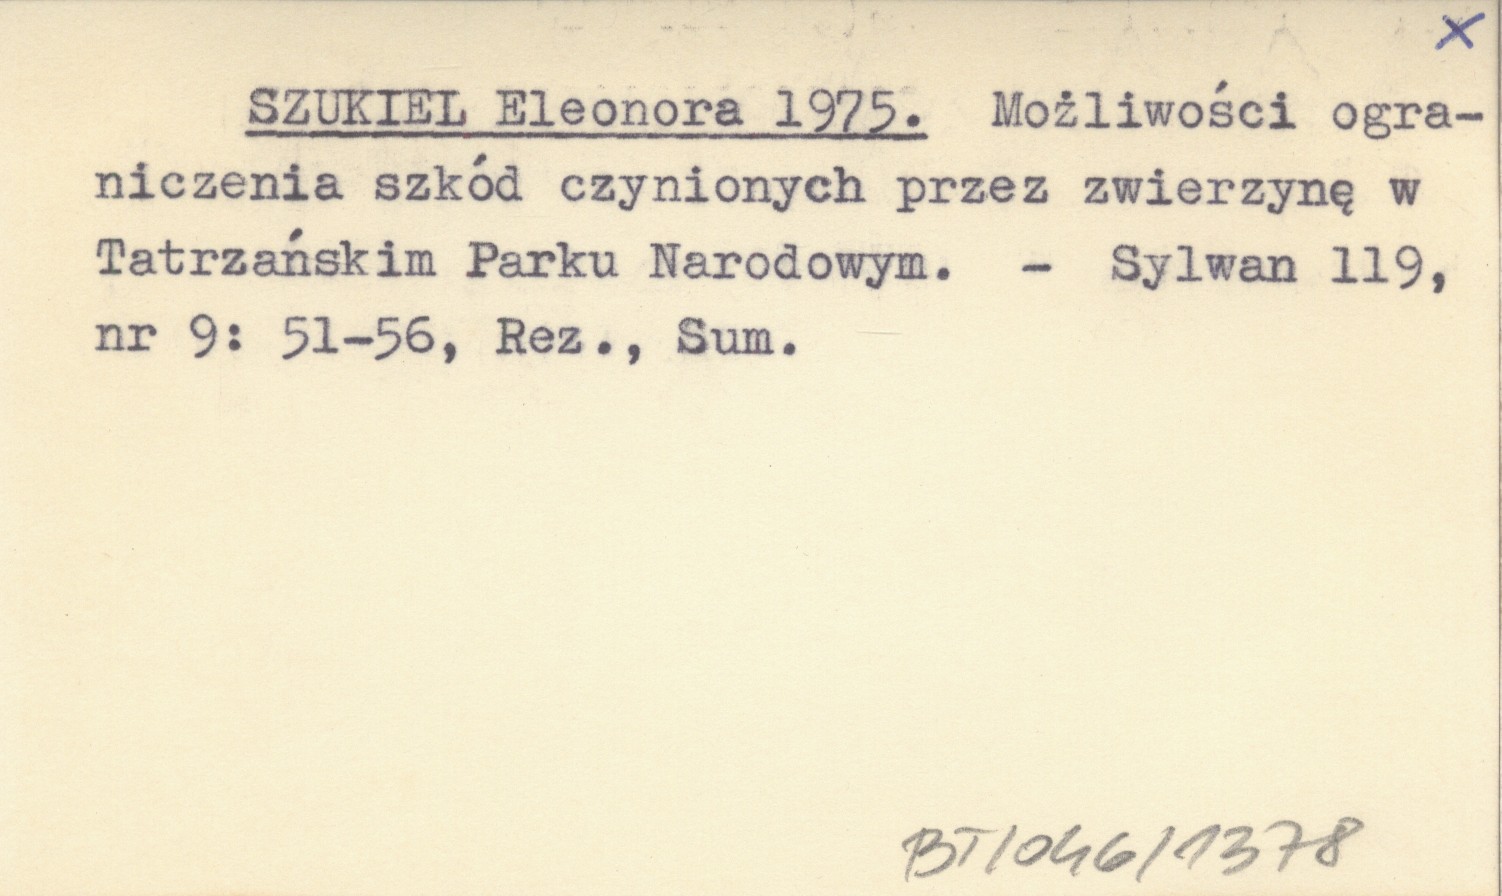 x
SZUKIEL Eleonora 1975. Możliwości ogra-
niczenia szkód czynionych przez zwierzynę w
Tatrzańskim Parku Narodowym. - Sylwan 119,
nr 9: 51-56, Rez., Sum.
BT/046/1378